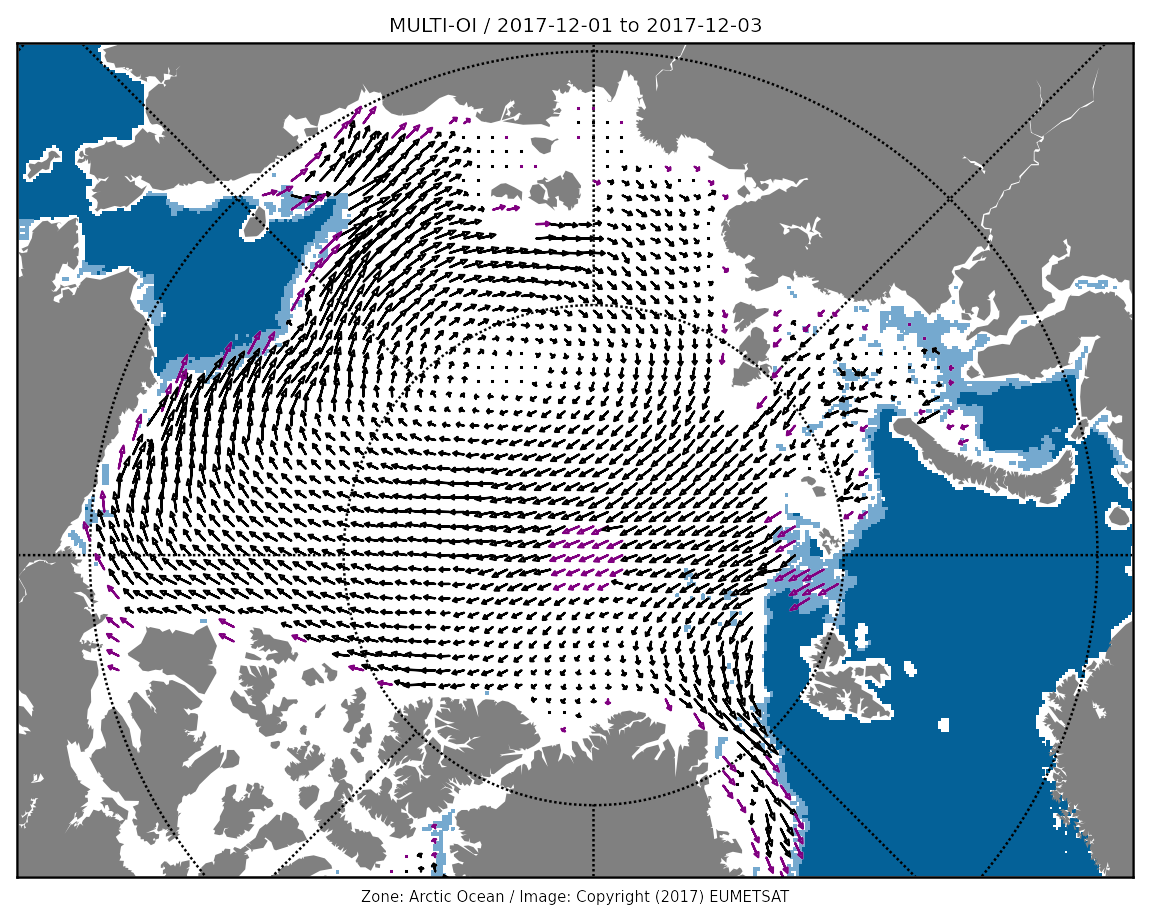 MULTI-OI / 2017-12-01 to 2017-12-03
Zone: Arctic Ocean / Image: Copyright (2017) EUMETSAT